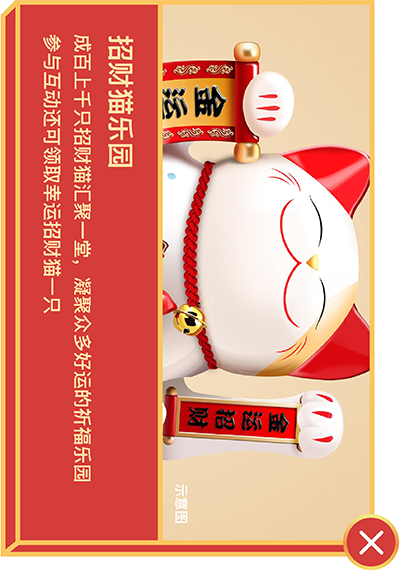 金运
金运招财
示意图
招财猫乐园
成百上千只招财猫汇聚一堂，凝聚众多好运的祈福乐园
参与互动还可领取幸运招财猫一只